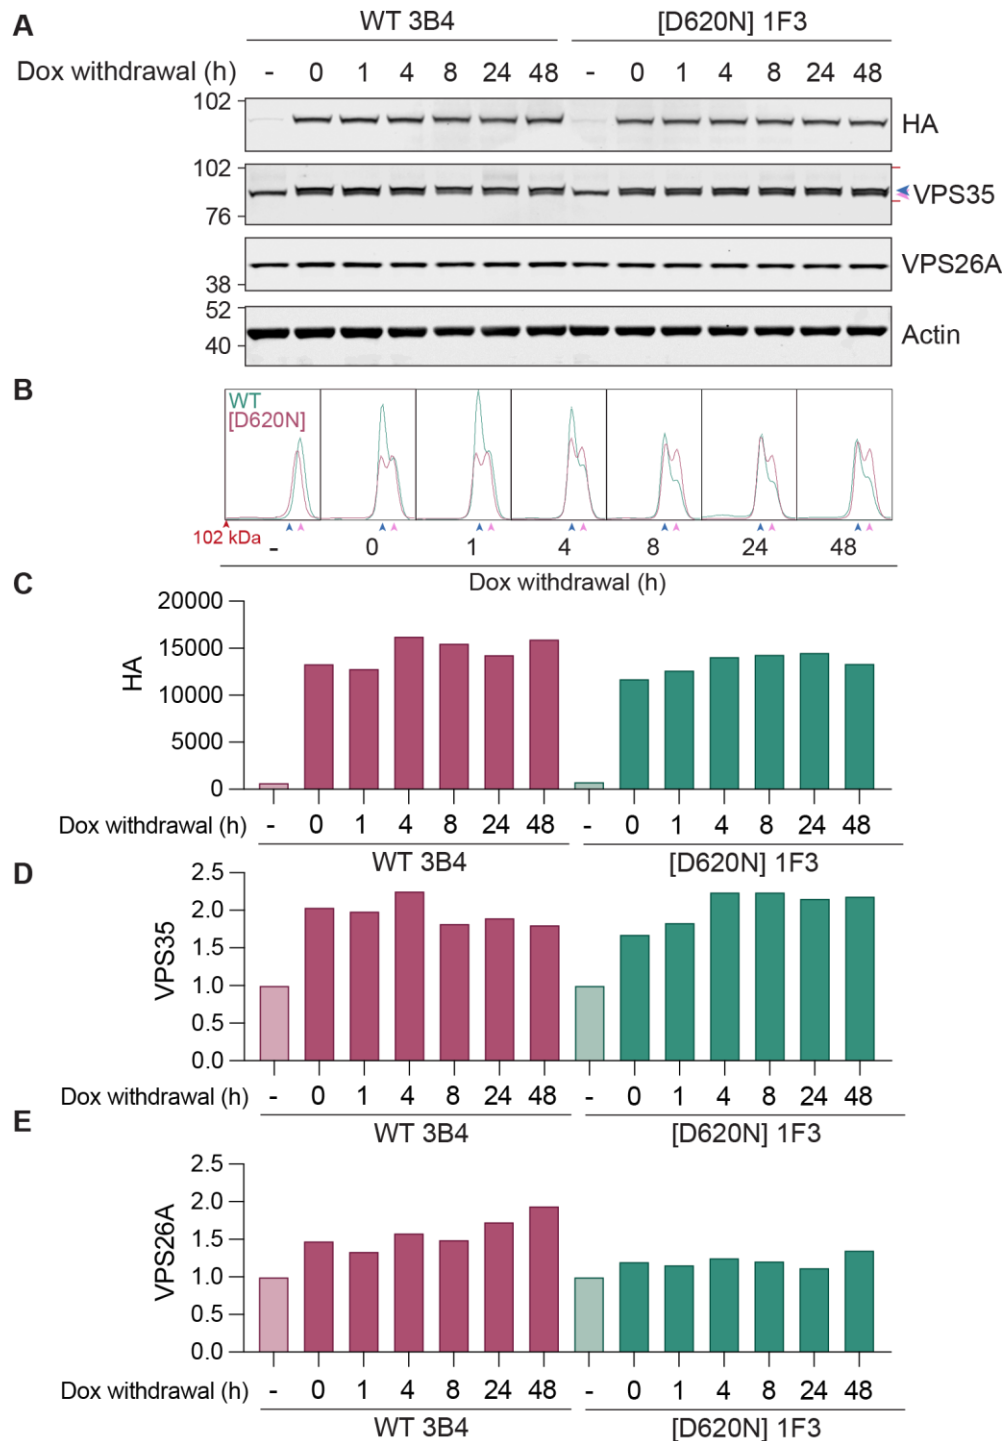 A
WT 3B4 [D620N] 1F3
Dox withdrawal (h) - 0 1 4 8 24 48 - 0 1 4 8 24 48
102
HA
102
76
VPS35
38
VPS26A
52
40
Actin
B
WT
[D620N]
102 kDa
- 0 1 4 8 24 48
Dox withdrawal (h)
C
HA
20000
15000
10000
5000
0
Dox withdrawal (h) - 0 1 4 8 24 48 - 0 1 4 8 24 48
WT 3B4 [D620N] 1F3
D
VPS35
2.5
2.0
1.5
1.0
0.5
0.0
Dox withdrawal (h) - 0 1 4 8 24 48 - 0 1 4 8 24 48
WT 3B4 [D620N] 1F3
E
VPS26A
2.5
2.0
1.5
1.0
0.5
0.0
Dox withdrawal (h) - 0 1 4 8 24 48 - 0 1 4 8 24 48
WT 3B4 [D620N] 1F3